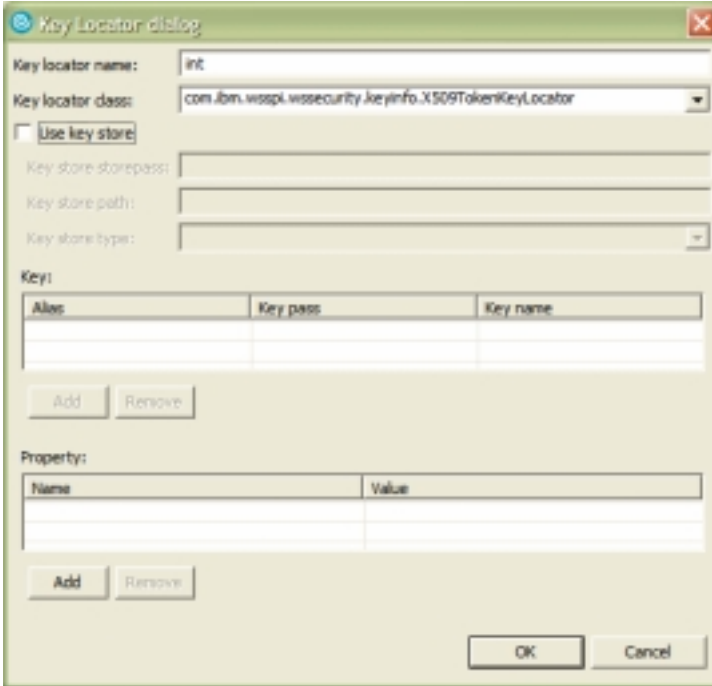 Key Locator dialog
Key locator name: int
Key locator class: com.ibm.wsspi.wssecurity.keyinfo.X509TokenKeyLocator
Use key store
Key store storepass:
Key store path:
Key store type:
Key:
Alias Key pass Key name
Add Remove
Property:
Name Value
Add Remove
OK Cancel